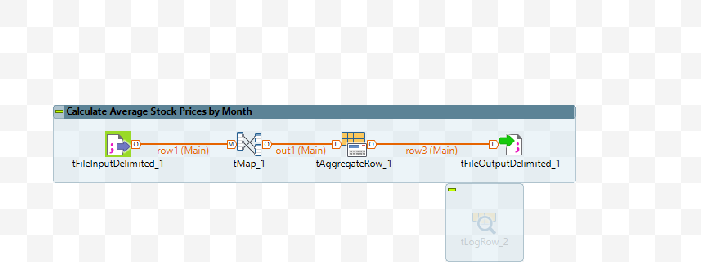 Calculate Average Stock Prices by Month
row1 (Main)
out1 (Main)
row3 (Main)
tFileInputDelimited_1
tMap_1
tAggregateRow_1
tFileOutputDelimited_1
tLogRow_2